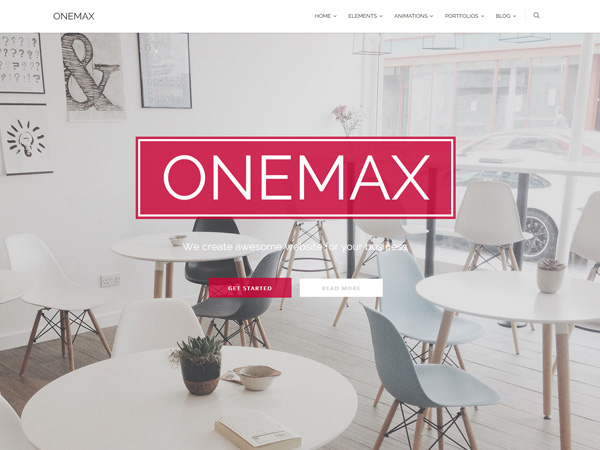 ONEMAX
HOME ELEMENTS ANIMATIONS PORTFOLIOS BLOG
&
ONEMAX
We create awesome website for your business
GET STARTED READ MORE